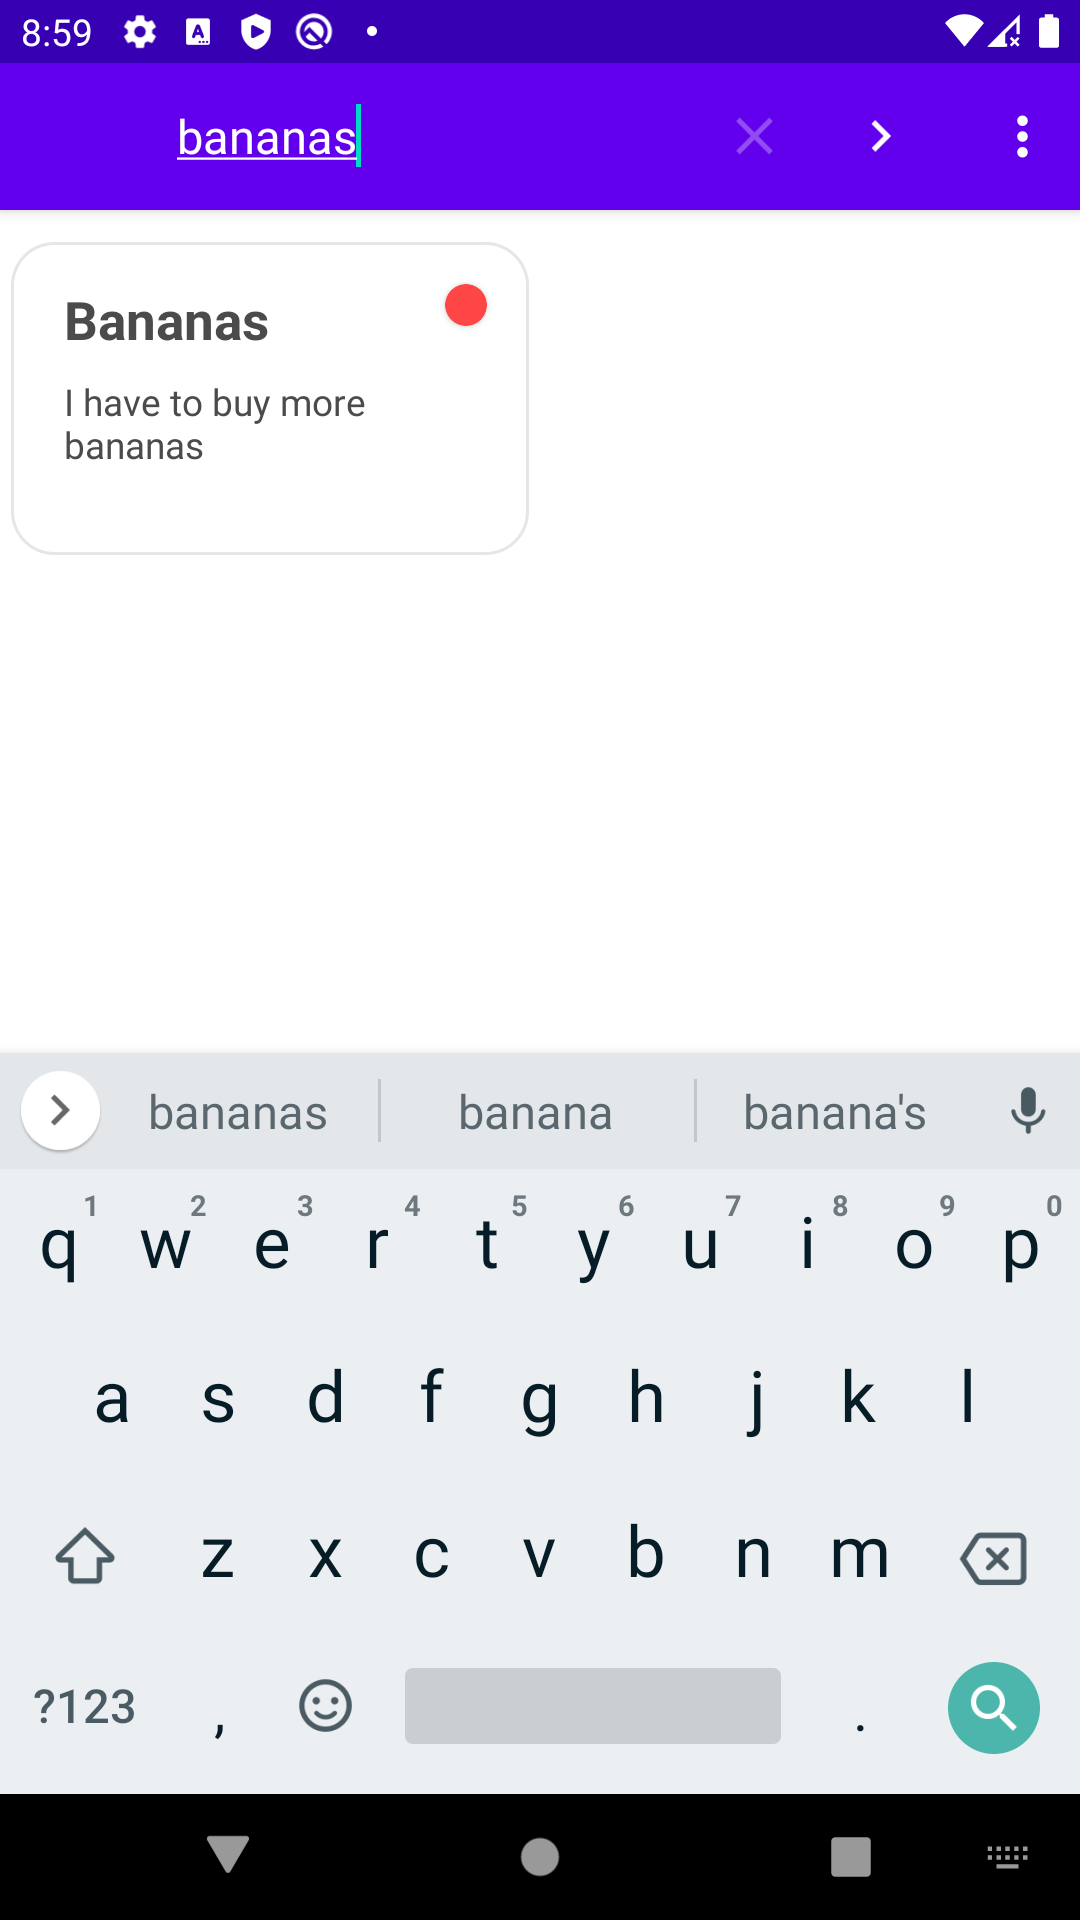 8:59
bananas
Bananas
I have to buy more
bananas
bananas banana banana's
1 2 3 4 5 6 7 8 9 0
q w e r t y u i o p
a s d f g h j k l
z x c v b n m
?123 , .